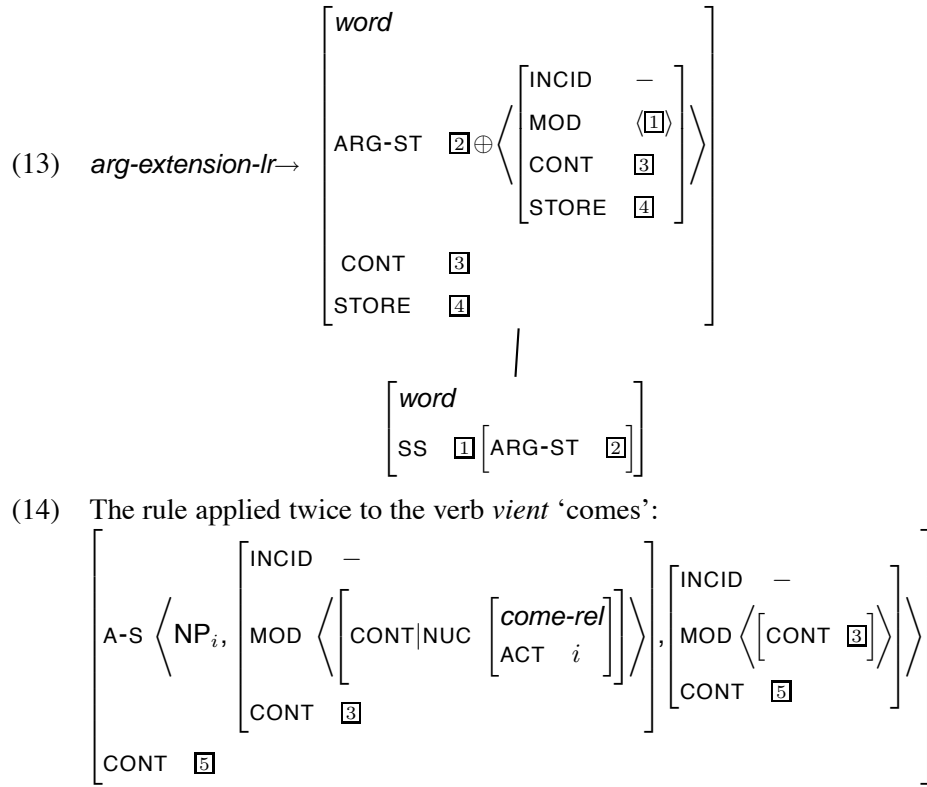 word
INCID −
MOD ⟨[1]⟩
(13) arg-extension-lr→ ARG-ST [2]⊕⟨ ⟩
CONT [3]
STORE [4]
CONT [3]
STORE [4]
word
SS [1][ARG-ST [2]]
(14) The rule applied twice to the verb vient ‘comes’:
INCID −
INCID −
A-S ⟨NPi, MOD ⟨[CONT|NUC [come-rel ACT i]]⟩, MOD ⟨[CONT [3]]⟩⟩
CONT [3]
CONT [5]
CONT [5]